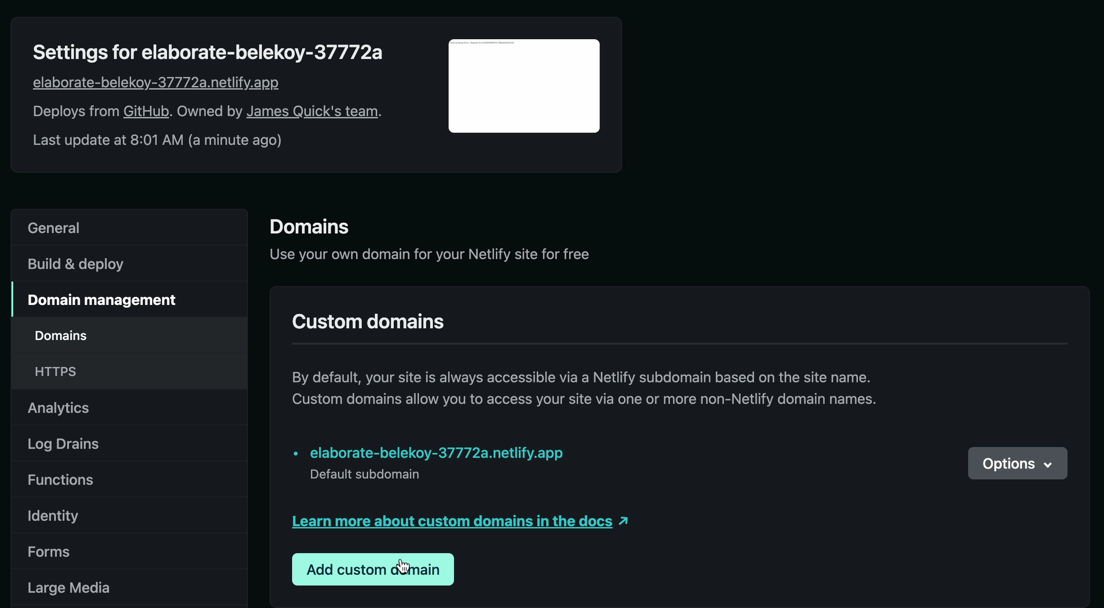 Settings for elaborate-belekoy-37772a
elaborate-belekoy-37772a.netlify.app
Deploys from GitHub. Owned by James Quick's team.
Last update at 8:01 AM (a minute ago)
General
Build & deploy
Domain management
Domains
HTTPS
Analytics
Log Drains
Functions
Identity
Forms
Large Media
Domains
Use your own domain for your Netlify site for free
Custom domains
By default, your site is always accessible via a Netlify subdomain based on the site name.
Custom domains allow you to access your site via one or more non-Netlify domain names.
• elaborate-belekoy-37772a.netlify.app
Default subdomain
Options
Learn more about custom domains in the docs ↗
Add custom domain